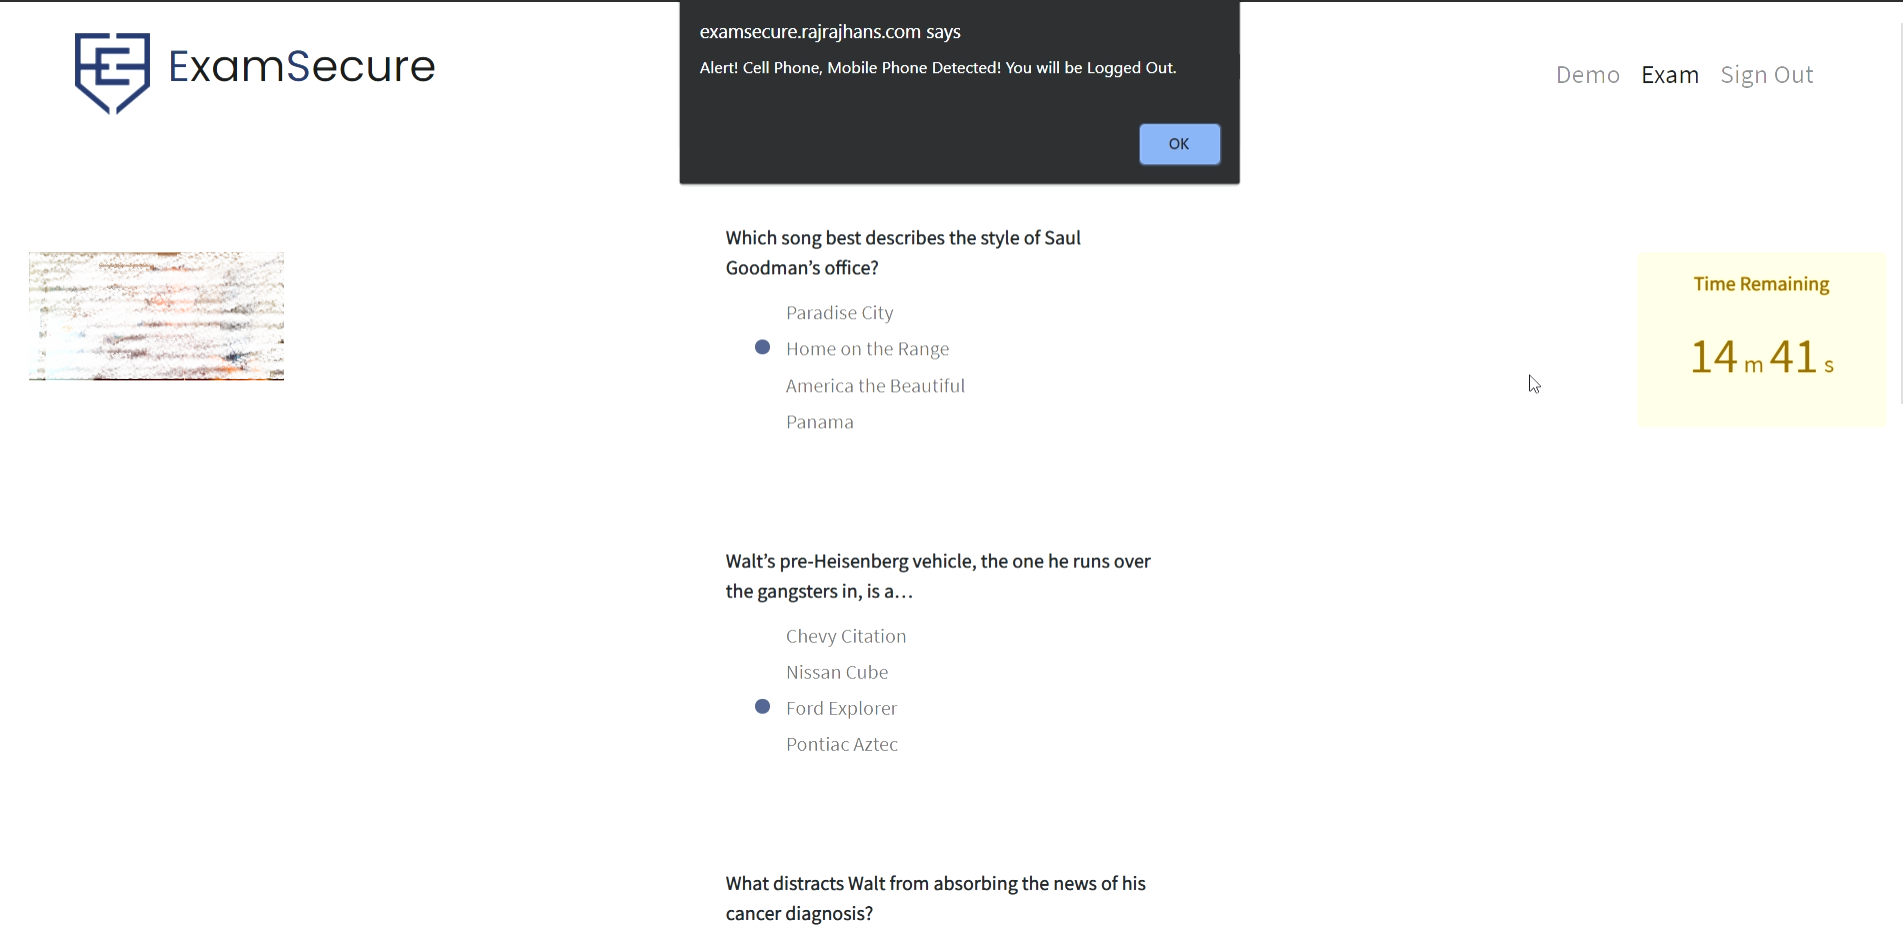 examsecure.rajrajhans.com says
Alert! Cell Phone, Mobile Phone Detected! You will be Logged Out.
OK
ExamSecure
Demo Exam Sign Out
Which song best describes the style of Saul
Goodman’s office?
Paradise City
Home on the Range
America the Beautiful
Panama
Time Remaining
14 m 41 s
Walt’s pre-Heisenberg vehicle, the one he runs over
the gangsters in, is a…
Chevy Citation
Nissan Cube
Ford Explorer
Pontiac Aztec
What distracts Walt from absorbing the news of his
cancer diagnosis?